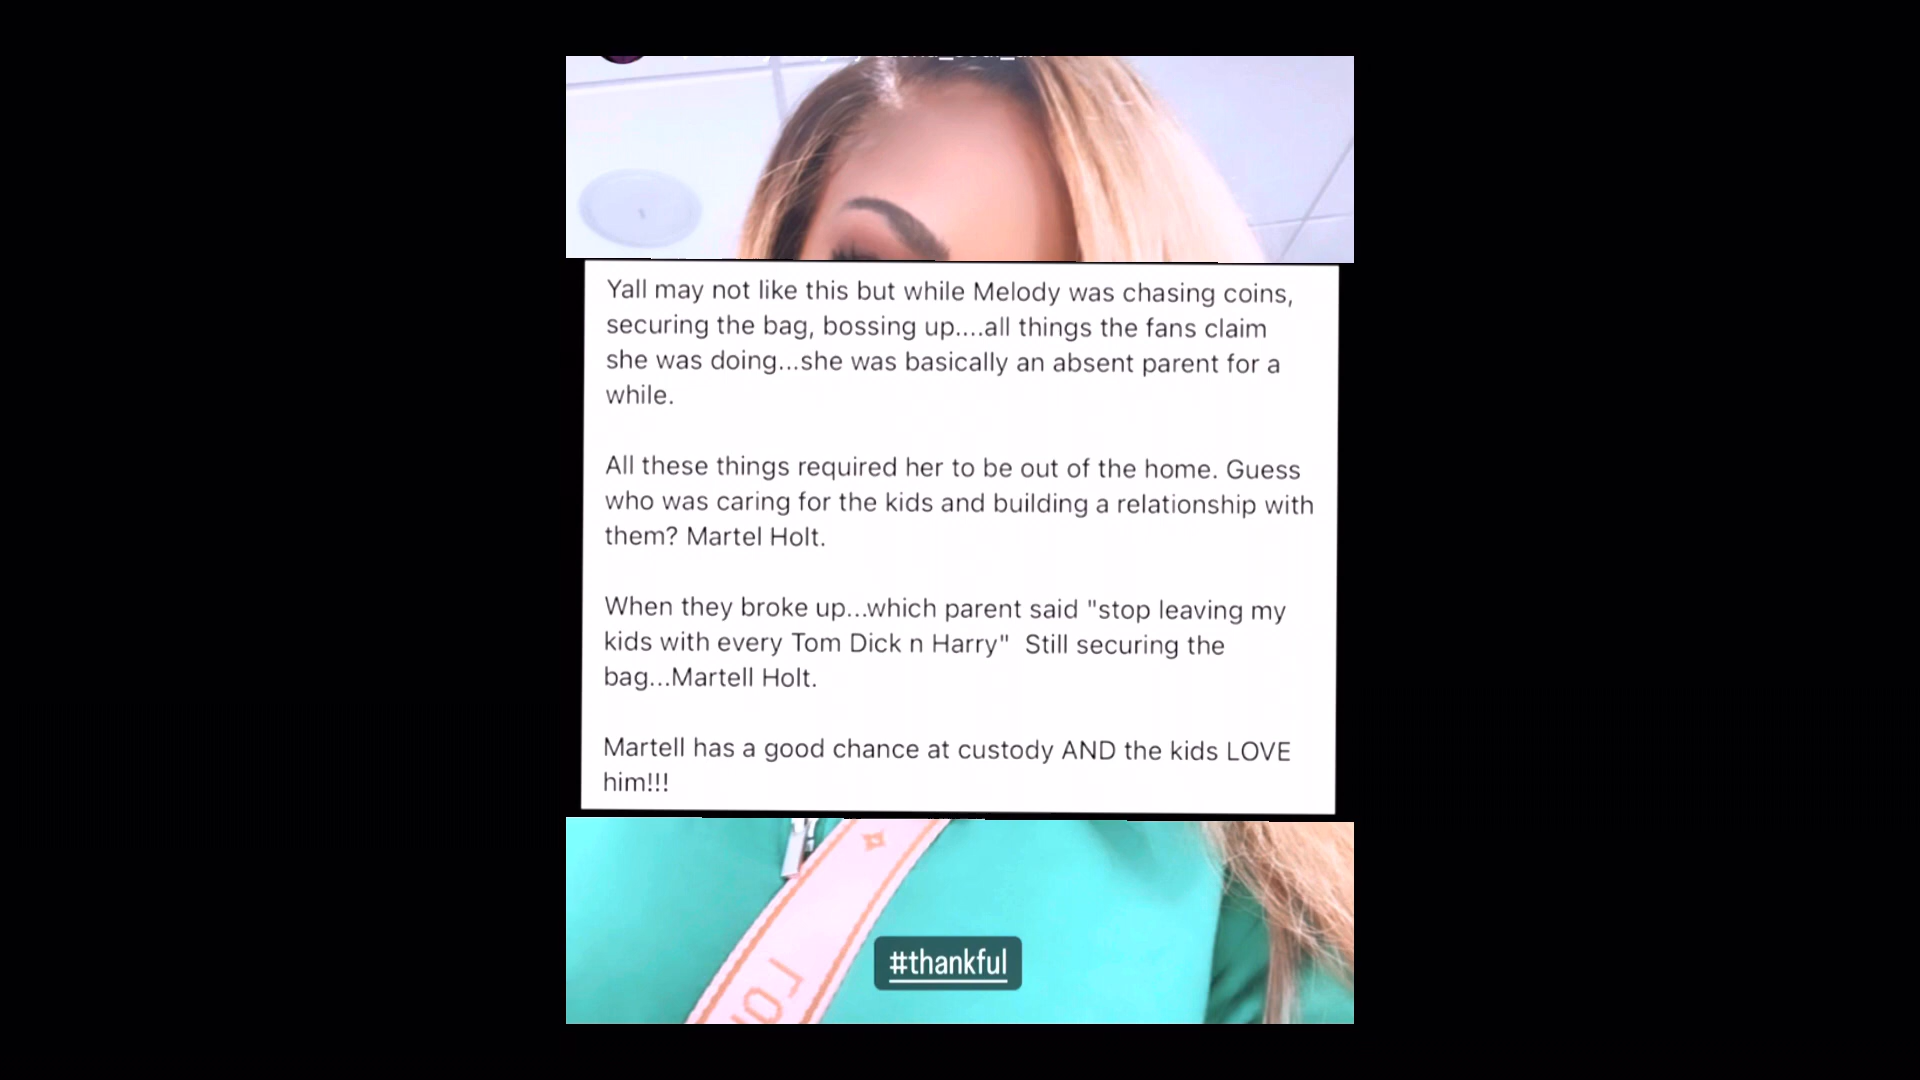 Yall may not like this but while Melody was chasing coins,
securing the bag, bossing up....all things the fans claim
she was doing...she was basically an absent parent for a
while.
All these things required her to be out of the home. Guess
who was caring for the kids and building a relationship with
them? Martel Holt.
When they broke up...which parent said "stop leaving my
kids with every Tom Dick n Harry"  Still securing the
bag...Martell Holt.
Martell has a good chance at custody AND the kids LOVE
him!!!
#thankful